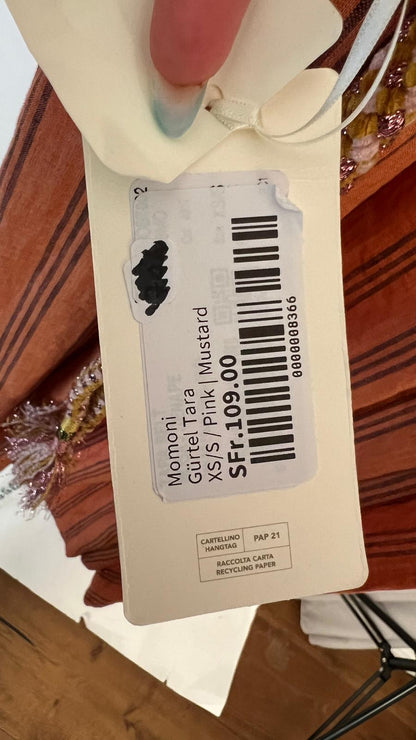 Momoni
Gürtel Tara
XS/S / Pink | Mustard
SFr.109.00
0000008366
CARTELLINO
HANGTAG
PAP 21
RACCOLTA CARTA
RECYCLING PAPER